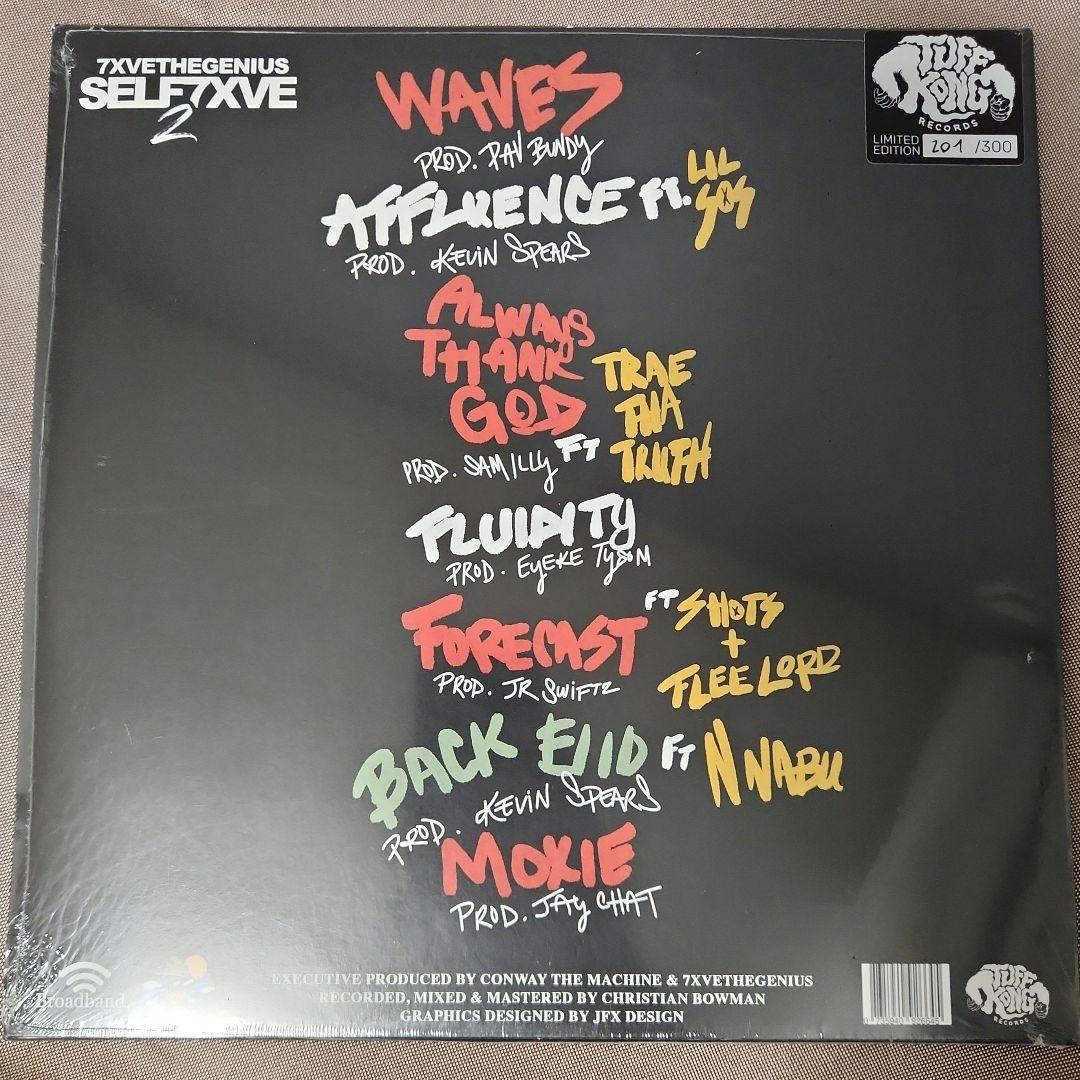 7XVETHEGENIUS
SELF7XVE
2
TUFF
KONG
RECORDS
LIMITED
EDITION 201 /300
WAVES
PROD. PAV BUNDY
AFFLUENCE FT. LIL SOS
PROD. KEVIN SPEARS
ALWAYS
THANK
GOD
FT TRAE
THA
TRUTH
PROD. SAMILLY
FLUIDITY
PROD. EYEKE TYSON
FORECAST FT SHOTS
+
FLEE LORD
PROD. JR SWIFTZ
BACK END FT NNABU
PROD. KEVIN SPEARS
MOXIE
PROD. JAY CHAT
Broadband
EXECUTIVE PRODUCED BY CONWAY THE MACHINE & 7XVETHEGENIUS
RECORDED, MIXED & MASTERED BY CHRISTIAN BOWMAN
GRAPHICS DESIGNED BY JFX DESIGN
TUFF
KONG
RECORDS